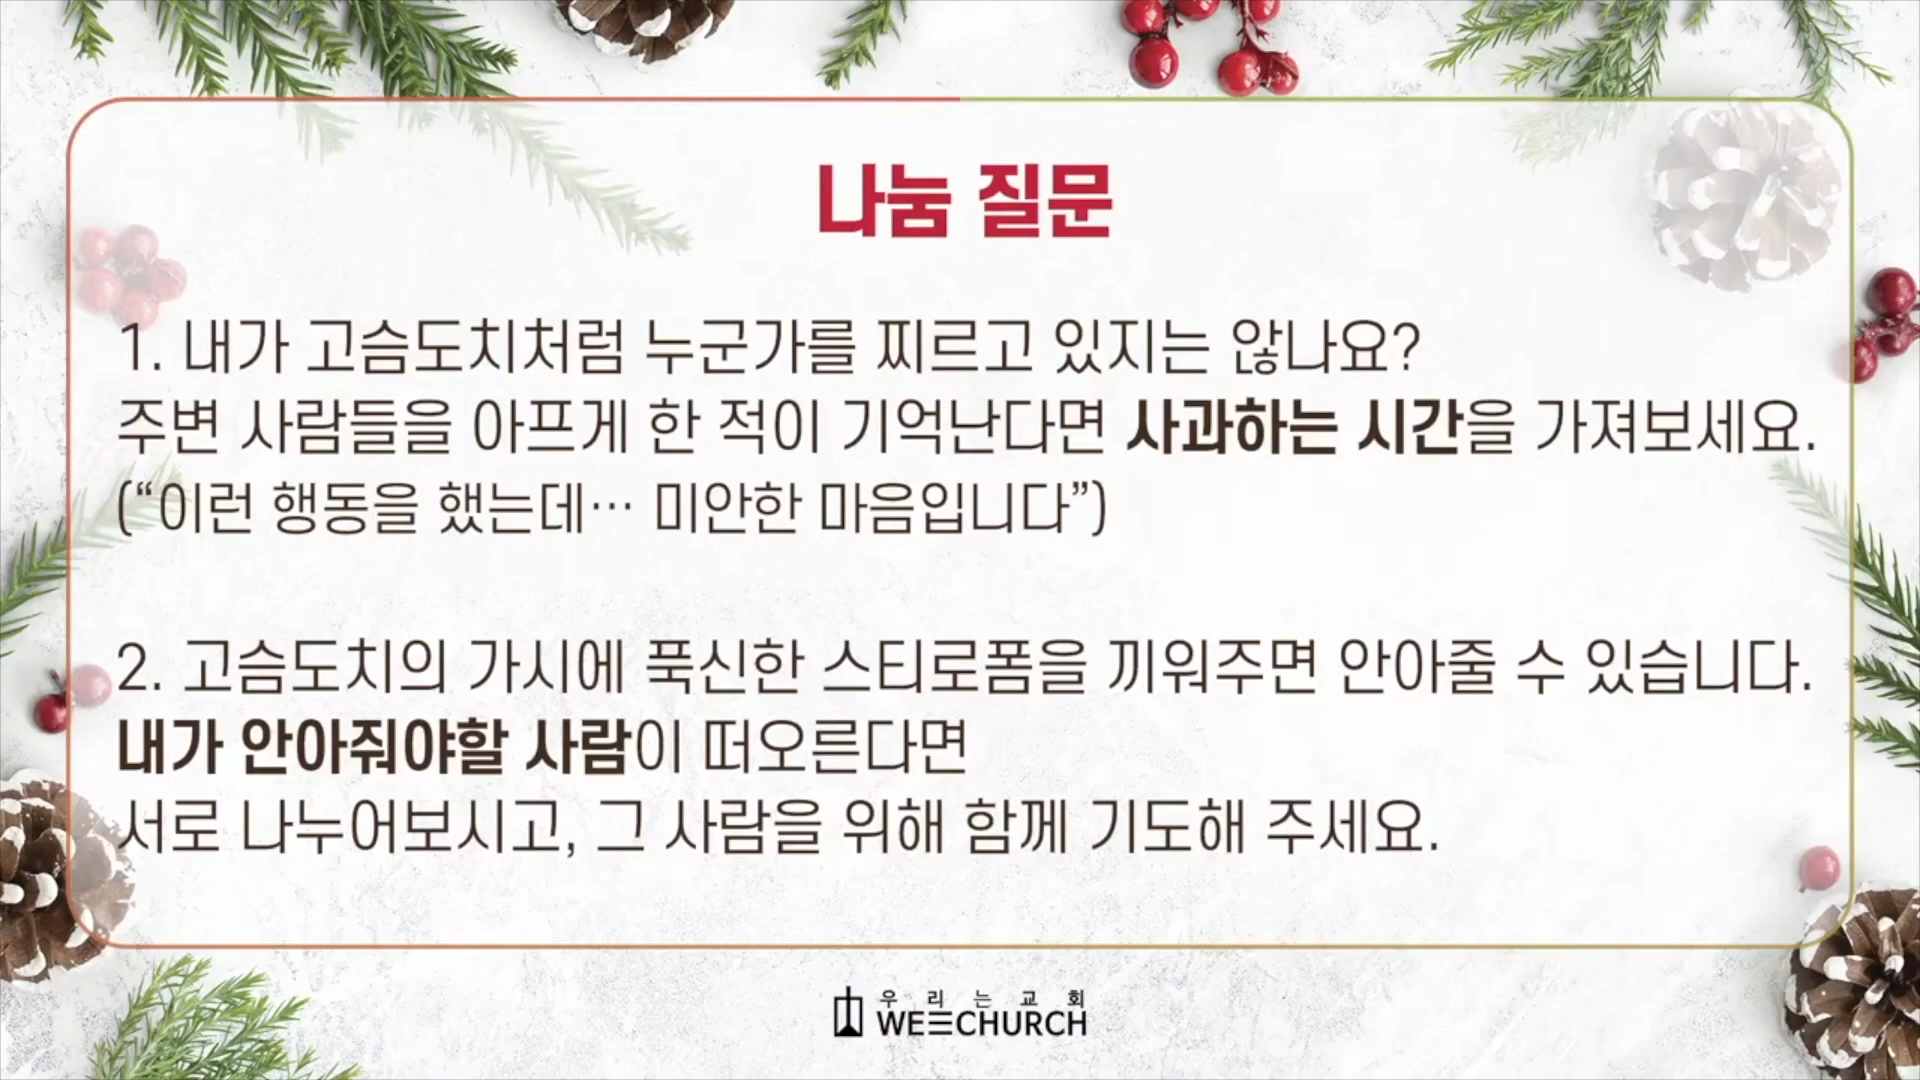 나눔 질문
1. 내가 고슴도치처럼 누군가를 찌르고 있지는 않나요?
주변 사람들을 아프게 한 적이 기억난다면 사과하는 시간을 가져보세요.
(“이런 행동을 했는데… 미안한 마음입니다”)
2. 고슴도치의 가시에 푹신한 스티로폼을 끼워주면 안아줄 수 있습니다.
내가 안아줘야할 사람이 떠오른다면
서로 나누어보시고, 그 사람을 위해 함께 기도해 주세요.
우리는교회
WE CHURCH